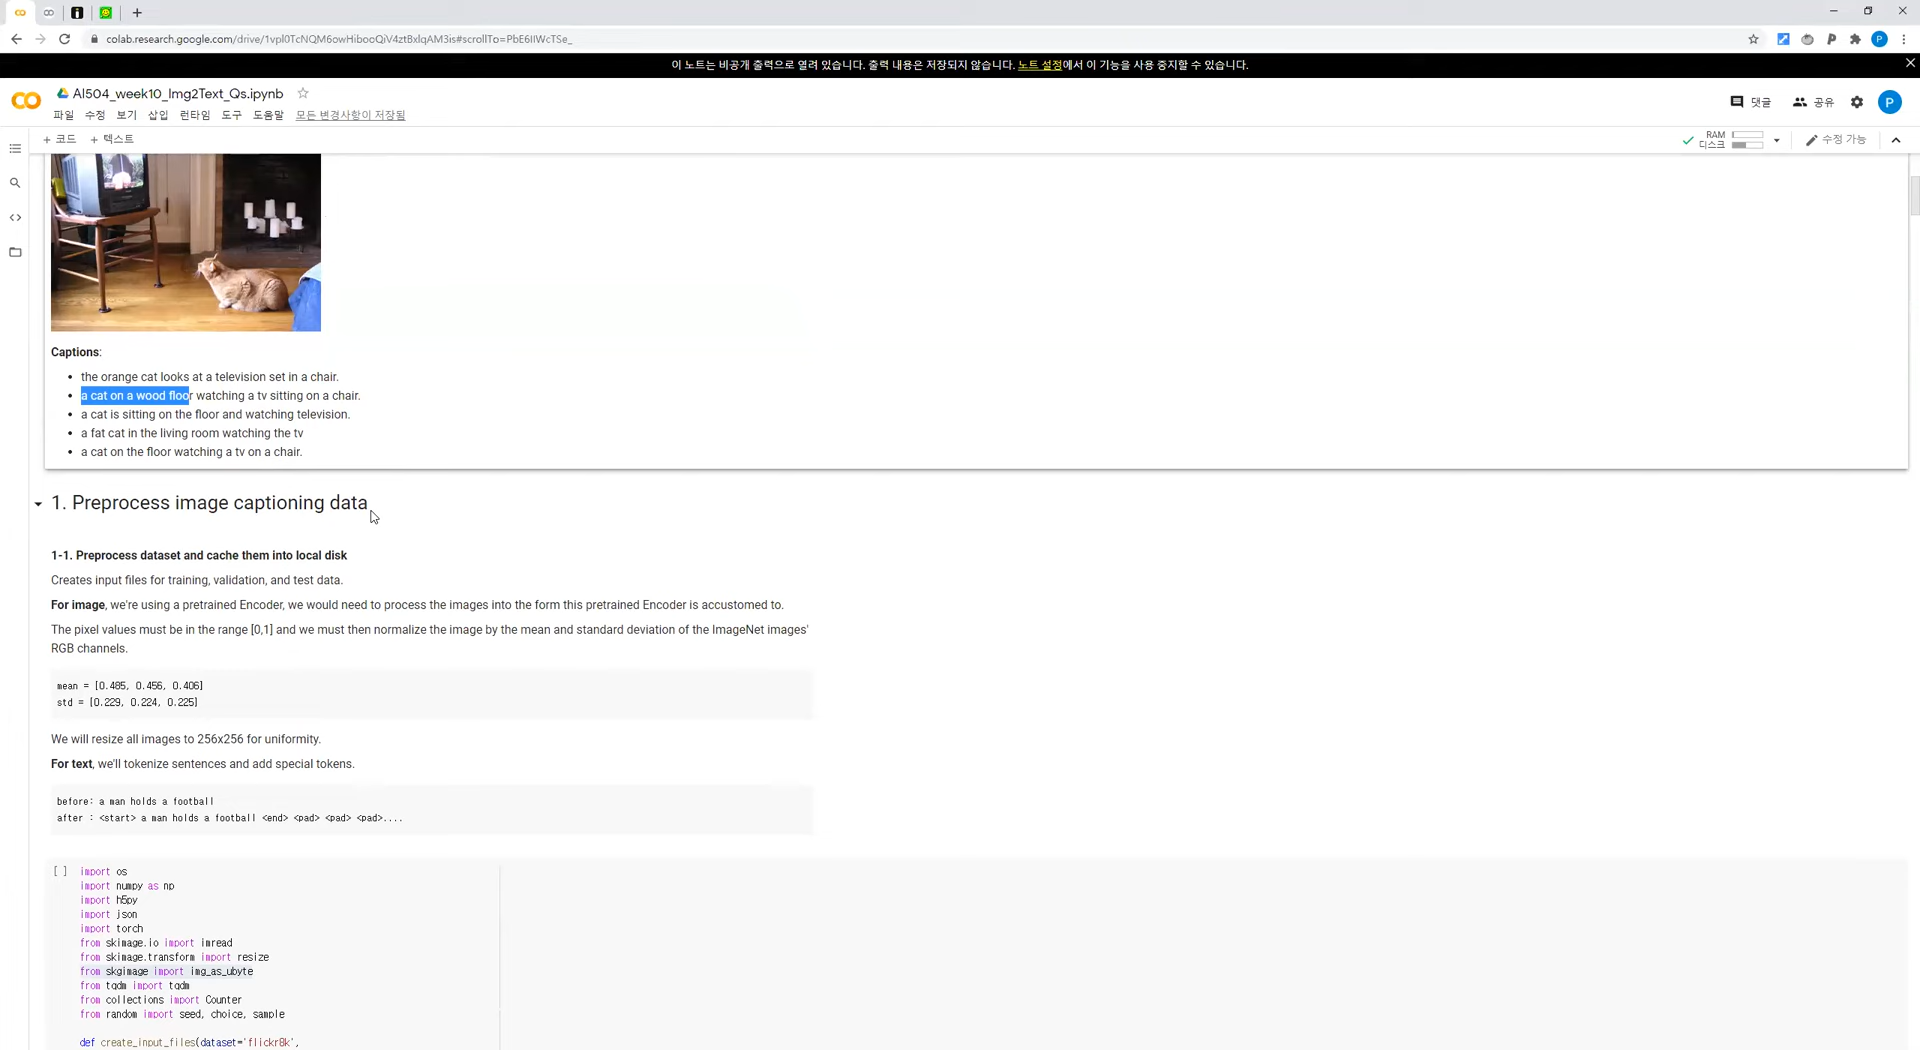 colab.research.google.com/drive/1vpl0TcNQM6owHibooQiV4ztBxlqAM3is#scrollTo=PbE6IIWcTSe_
이 노트는 비공개 출력으로 열려 있습니다. 출력 내용은 저장되지 않습니다. 노트 설정에서 이 기능을 사용 중지할 수 있습니다.
AI504_week10_Img2Text_Qs.ipynb
댓글 공유 P
파일 수정 보기 삽입 런타임 도구 도움말 모든 변경사항이 저장됨
+ 코드 + 텍스트
RAM
디스크
수정 가능
Captions:
• the orange cat looks at a television set in a chair.
• a cat on a wood floor watching a tv sitting on a chair.
• a cat is sitting on the floor and watching television.
• a fat cat in the living room watching the tv
• a cat on the floor watching a tv on a chair.
1. Preprocess image captioning data
1-1. Preprocess dataset and cache them into local disk
Creates input files for training, validation, and test data.
For image, we're using a pretrained Encoder, we would need to process the images into the form this pretrained Encoder is accustomed to.
The pixel values must be in the range [0,1] and we must then normalize the image by the mean and standard deviation of the ImageNet images'
RGB channels.
mean = [0.485, 0.456, 0.406]
std = [0.229, 0.224, 0.225]
We will resize all images to 256x256 for uniformity.
For text, we'll tokenize sentences and add special tokens.
before: a man holds a football
after : <start> a man holds a football <end> <pad> <pad> <pad>....
[ ] import os
import numpy as np
import h5py
import json
import torch
from skimage.io import imread
from skimage.transform import resize
from skgimage import img_as_ubyte
from tqdm import tqdm
from collections import Counter
from random import seed, choice, sample
def create_input_files(dataset='flickr8k',